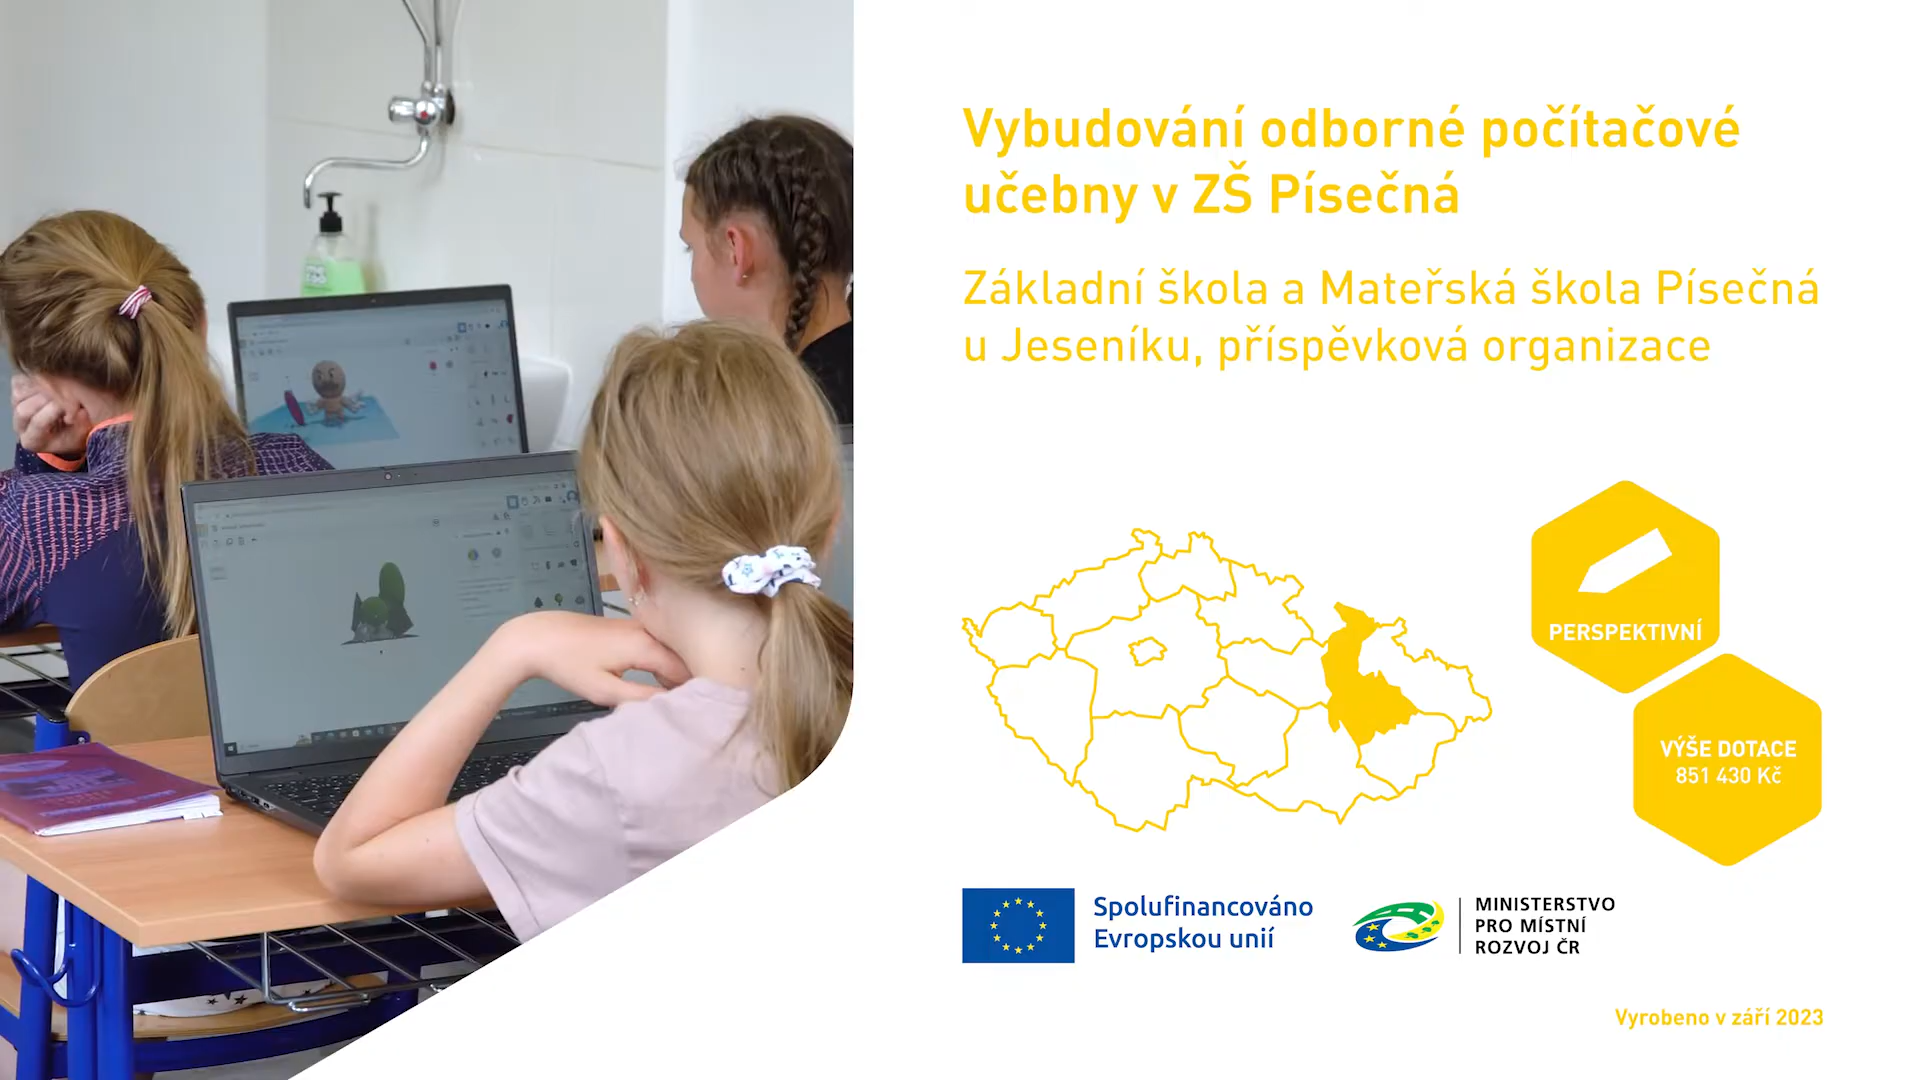 Vybudování odborné počítačové
učebny v ZŠ Písečná
Základní škola a Mateřská škola Písečná
u Jeseníku, příspěvková organizace
PERSPEKTIVNÍ
VÝŠE DOTACE
851 430 Kč
Spolufinancováno
Evropskou unií
MINISTERSTVO
PRO MÍSTNÍ
ROZVOJ ČR
Vyrobeno v září 2023